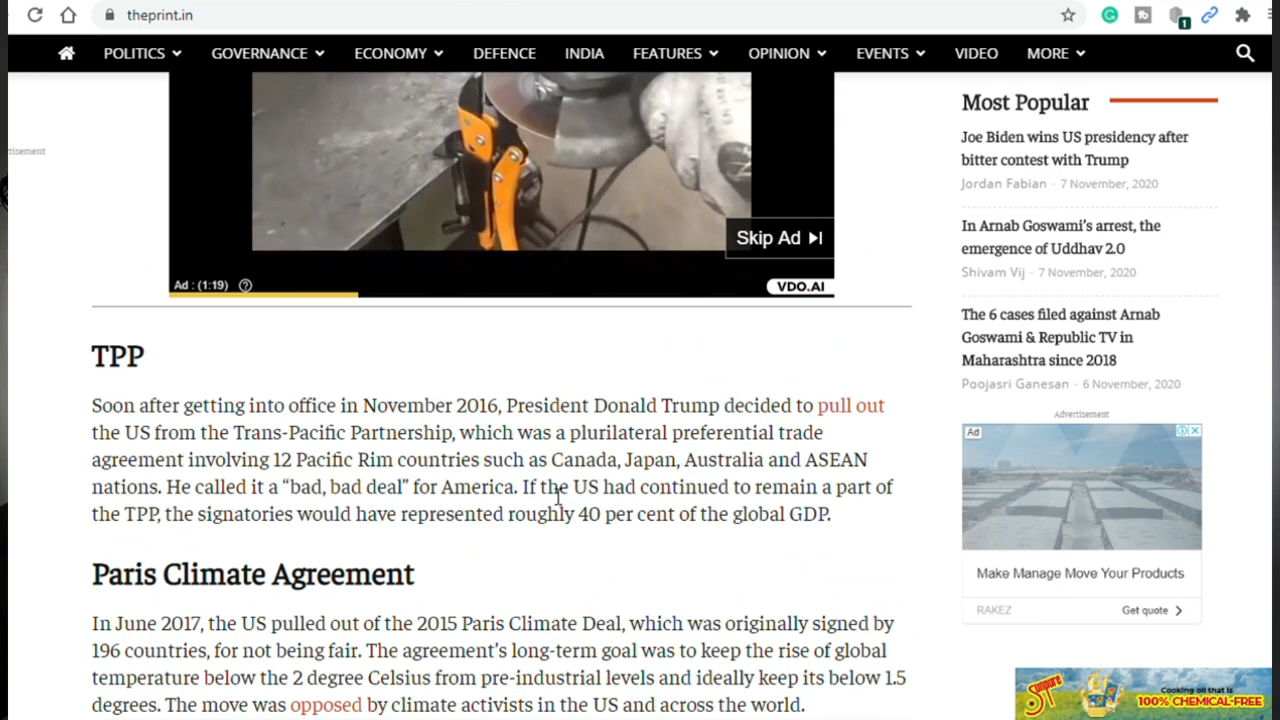 theprint.in
1
POLITICS
GOVERNANCE
ECONOMY
DEFENCE
INDIA
FEATURES
OPINION
EVENTS
VIDEO
MORE
tisement
Skip Ad
Ad : (1:19)
VDO.AI
TPP
Soon after getting into office in November 2016, President Donald Trump decided to pull out
the US from the Trans-Pacific Partnership, which was a plurilateral preferential trade
agreement involving 12 Pacific Rim countries such as Canada, Japan, Australia and ASEAN
nations. He called it a “bad, bad deal” for America. If the US had continued to remain a part of
the TPP, the signatories would have represented roughly 40 per cent of the global GDP.
Paris Climate Agreement
In June 2017, the US pulled out of the 2015 Paris Climate Deal, which was originally signed by
196 countries, for not being fair. The agreement’s long-term goal was to keep the rise of global
temperature below the 2 degree Celsius from pre-industrial levels and ideally keep its below 1.5
degrees. The move was opposed by climate activists in the US and across the world.
Most Popular
Joe Biden wins US presidency after
bitter contest with Trump
Jordan Fabian - 7 November, 2020
In Arnab Goswami’s arrest, the
emergence of Uddhav 2.0
Shivam Vij - 7 November, 2020
The 6 cases filed against Arnab
Goswami & Republic TV in
Maharashtra since 2018
Poojasri Ganesan - 6 November, 2020
Advertisement
Ad
Make Manage Move Your Products
RAKEZ
Get quote
Sunpure
Cooking oil that is
100% CHEMICAL-FREE